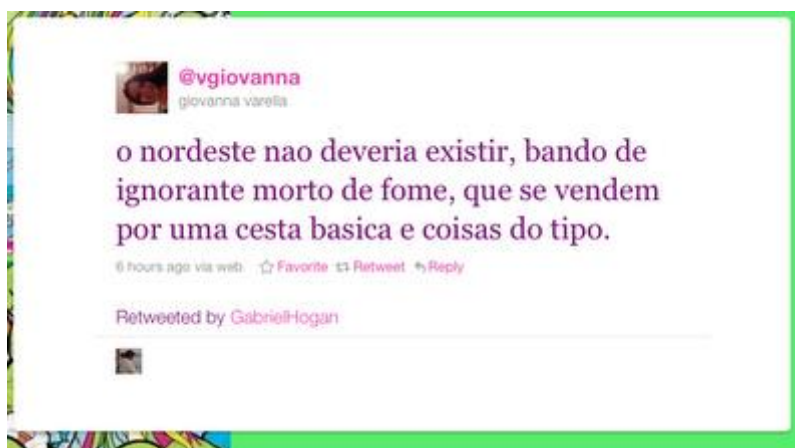 @vgiovanna
giovanna varella
o nordeste nao deveria existir, bando de
ignorante morto de fome, que se vendem
por uma cesta basica e coisas do tipo.
6 hours ago via web Favorite Retweet Reply
Retweeted by GabrielHogan